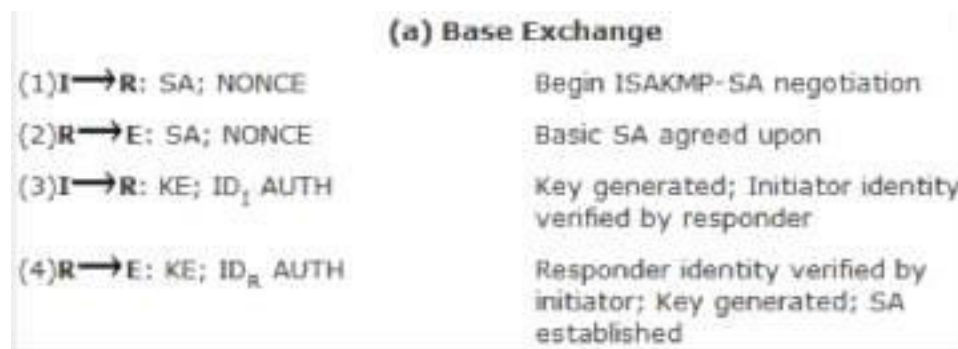 (a) Base Exchange
(1)I→R: SA; NONCE Begin ISAKMP-SA negotiation
(2)R→E: SA; NONCE Basic SA agreed upon
(3)I→R: KE; ID_I AUTH Key generated; Initiator identity
verified by responder
(4)R→E: KE; ID_R AUTH Responder identity verified by
initiator; Key generated; SA
established